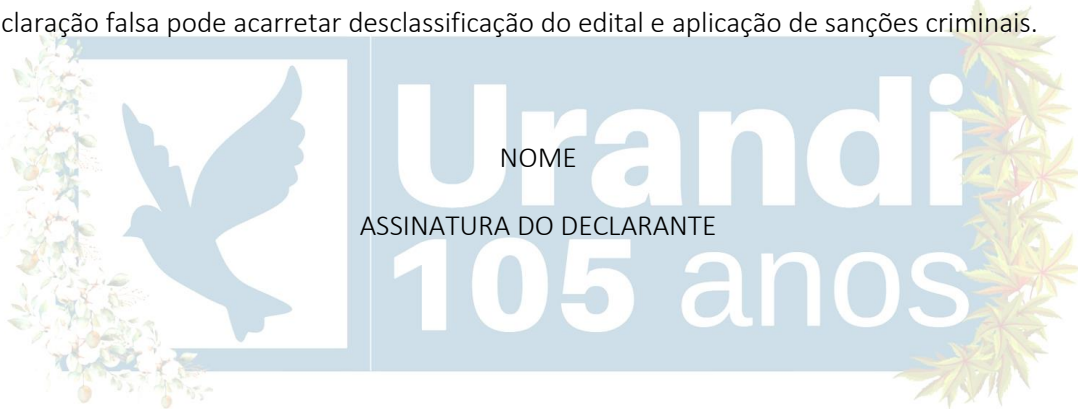 claração falsa pode acarretar desclassificação do edital e aplicação de sanções criminais.
NOME
ASSINATURA DO DECLARANTE
Urandi
105 anos